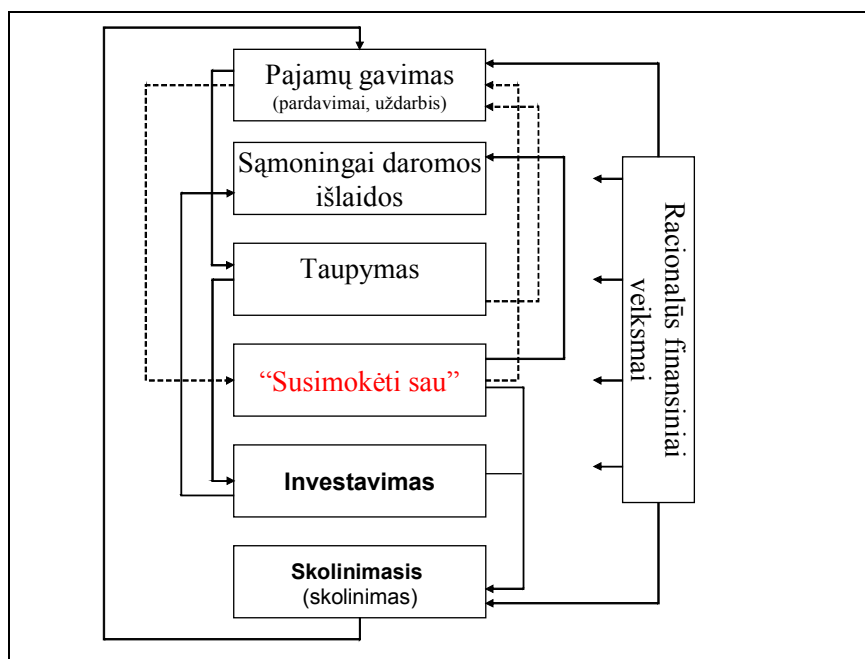 Pajamų gavimas
(pardavimai, uždarbis)
Sąmoningai daromos
išlaidos
Taupymas
“Susimokėti sau”
Investavimas
Skolinimasis
(skolinimas)
Racionalūs finansiniai
veiksmai